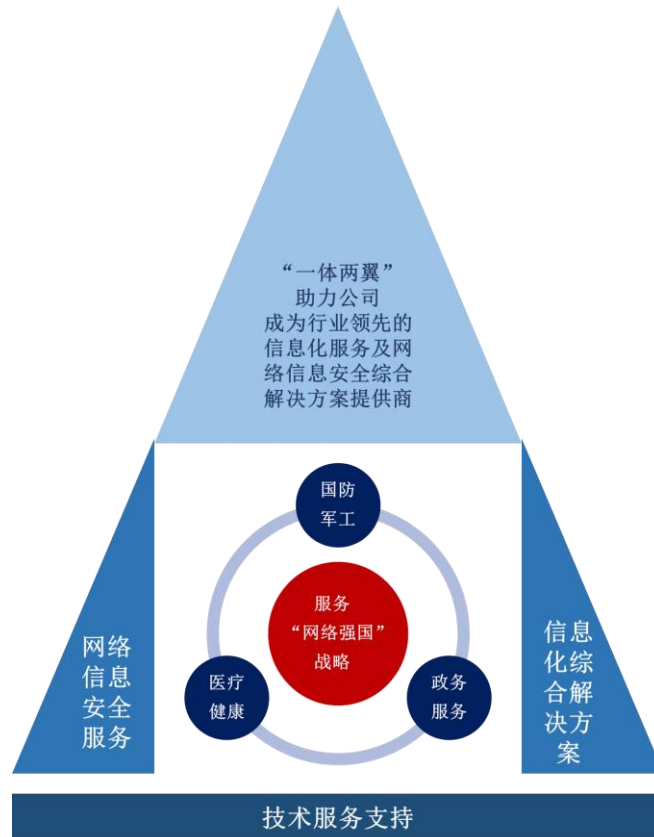 “一体两翼”
助力公司
成为行业领先的
信息化服务及网
络信息安全综合
解决方案提供商
国防
军工
服务
“网络强国”
战略
医疗
健康
政务
服务
网络
信息
安全
服务
信息
化综
合解
决方
案
技术服务支持